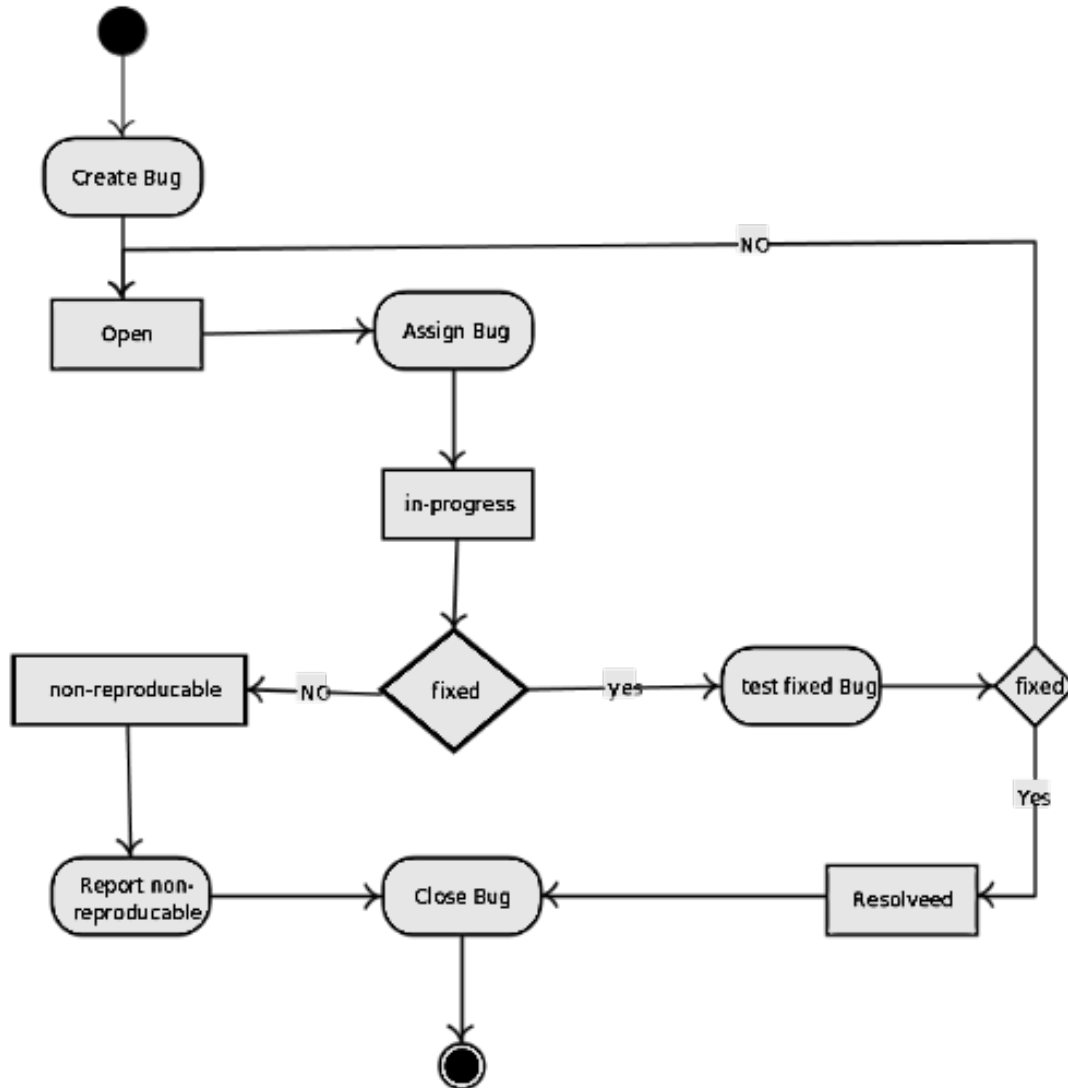 Create Bug
NO
Open
Assign Bug
in-progress
non-reproducable
NO
fixed
yes
test fixed Bug
fixed
Yes
Report non-
reproducable
Close Bug
Resolveed